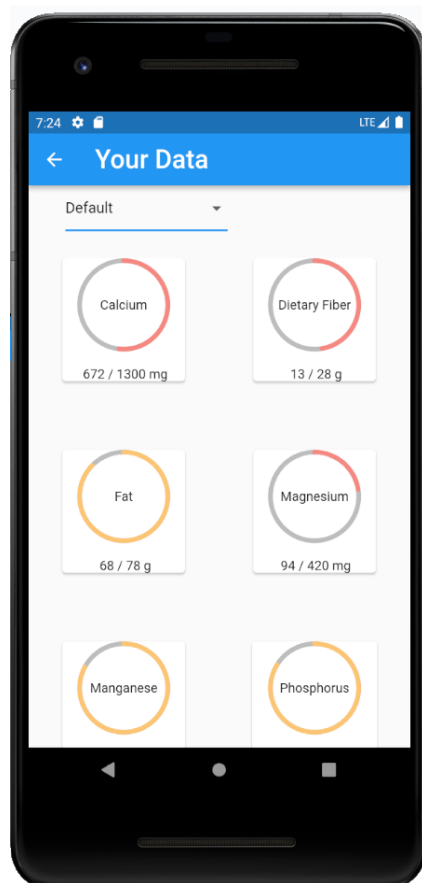 7:24 LTE
Your Data
Default
Calcium Dietary Fiber
672 / 1300 mg 13 / 28 g
Fat Magnesium
68 / 78 g 94 / 420 mg
Manganese Phosphorus